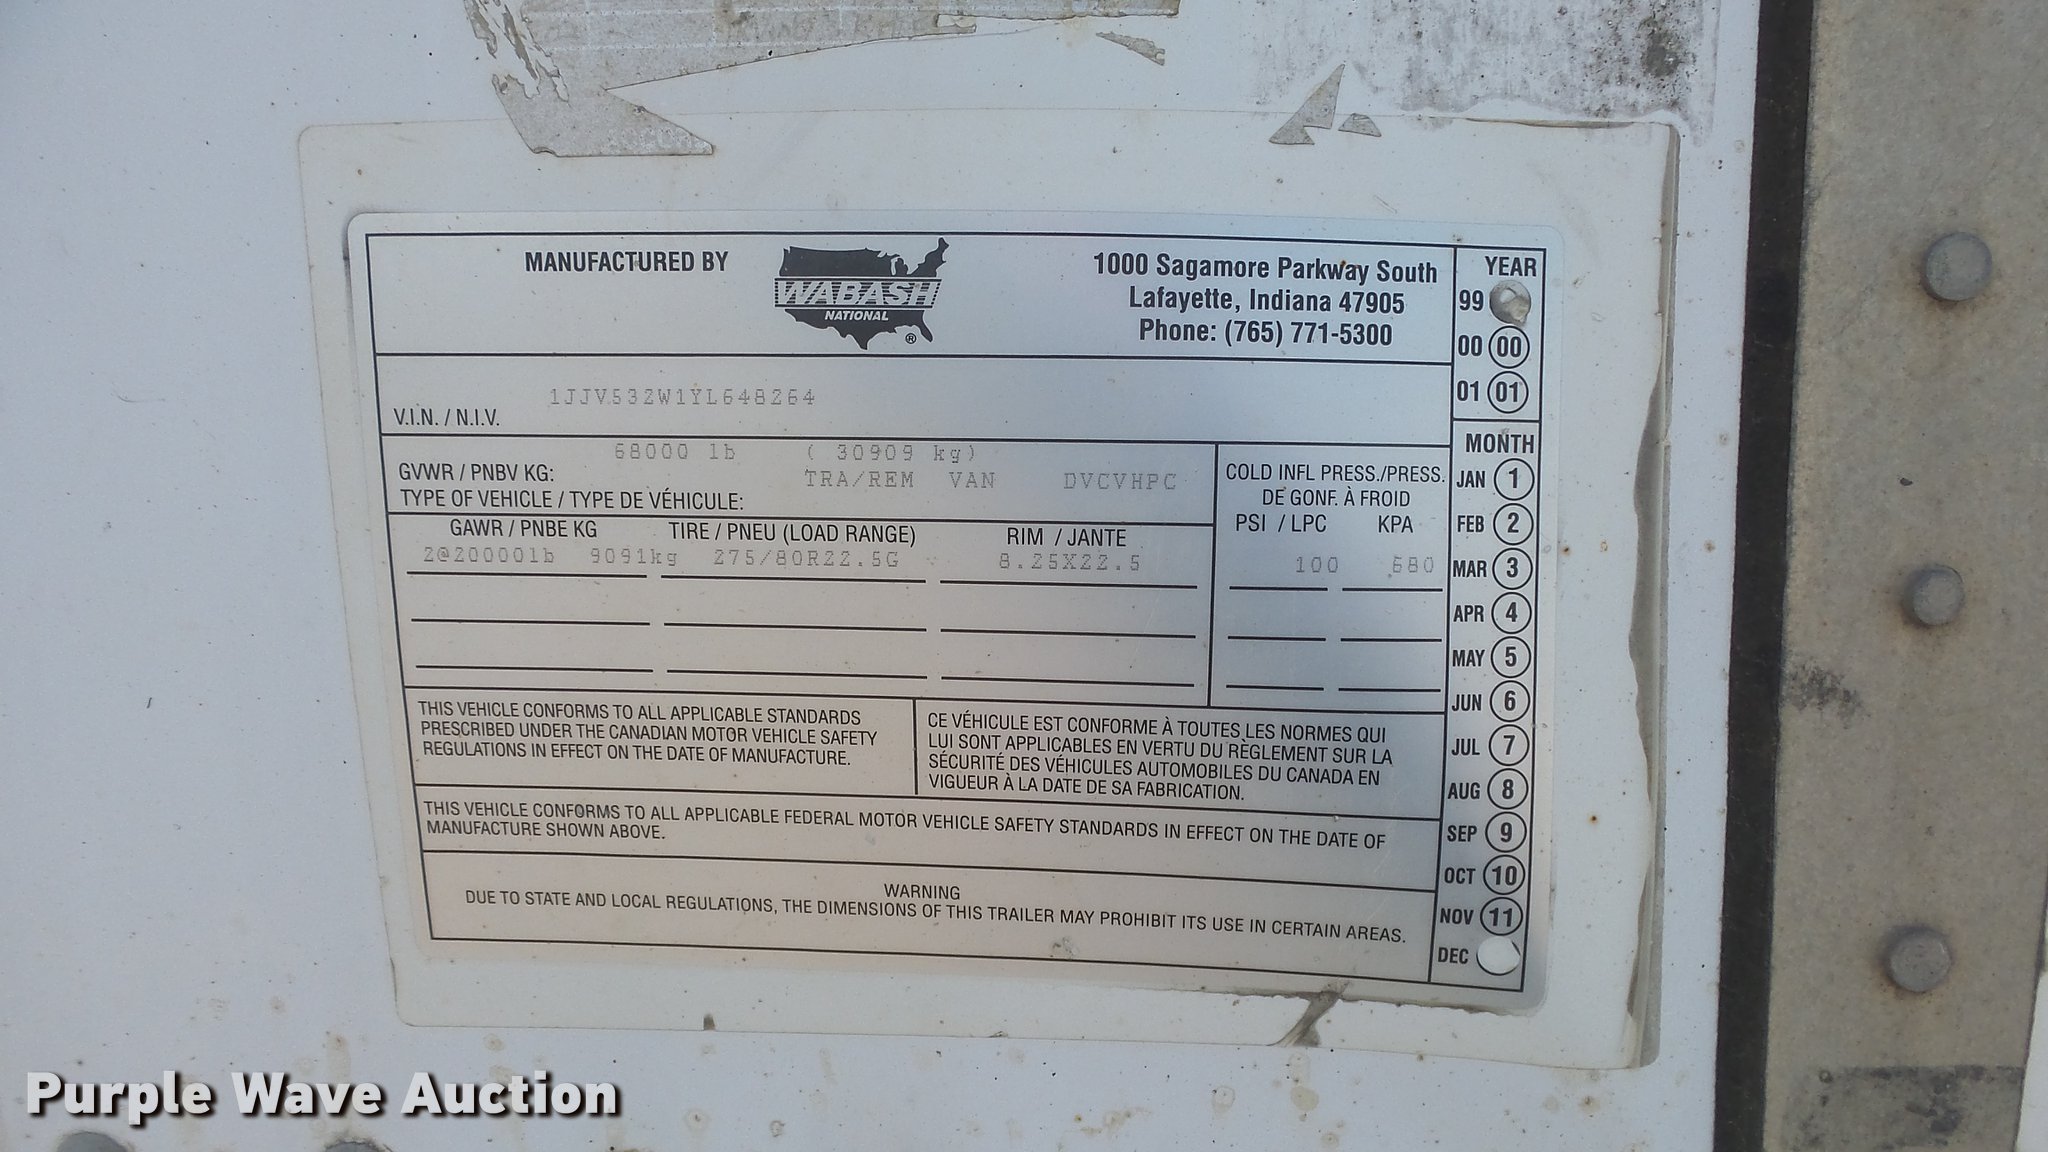 MANUFACTURED BY
WABASH
NATIONAL
®
1000 Sagamore Parkway South
Lafayette, Indiana 47905
Phone: (765) 771-5300
YEAR
99
00 00
01 01
V.I.N. / N.I.V. 1JJV532W1YL648264
GVWR / PNBV KG: 68000 lb ( 30909 kg)
TYPE OF VEHICLE / TYPE DE VÉHICULE: TRA/REM VAN DVCVHPC
COLD INFL PRESS./PRESS.
DE GONF. À FROID
PSI / LPC KPA
GAWR / PNBE KG TIRE / PNEU (LOAD RANGE) RIM / JANTE
2@20000lb 9091kg 275/80R22.5G 8.25X22.5 100 680
MONTH
JAN 1
FEB 2
MAR 3
APR 4
MAY 5
JUN 6
JUL 7
AUG 8
SEP 9
OCT 10
NOV 11
DEC
THIS VEHICLE CONFORMS TO ALL APPLICABLE STANDARDS
PRESCRIBED UNDER THE CANADIAN MOTOR VEHICLE SAFETY
REGULATIONS IN EFFECT ON THE DATE OF MANUFACTURE.
CE VÉHICULE EST CONFORME À TOUTES LES NORMES QUI
LUI SONT APPLICABLES EN VERTU DU RÈGLEMENT SUR LA
SÉCURITÉ DES VÉHICULES AUTOMOBILES DU CANADA EN
VIGUEUR À LA DATE DE SA FABRICATION.
THIS VEHICLE CONFORMS TO ALL APPLICABLE FEDERAL MOTOR VEHICLE SAFETY STANDARDS IN EFFECT ON THE DATE OF
MANUFACTURE SHOWN ABOVE.
WARNING
DUE TO STATE AND LOCAL REGULATIONS, THE DIMENSIONS OF THIS TRAILER MAY PROHIBIT ITS USE IN CERTAIN AREAS.
Purple Wave Auction